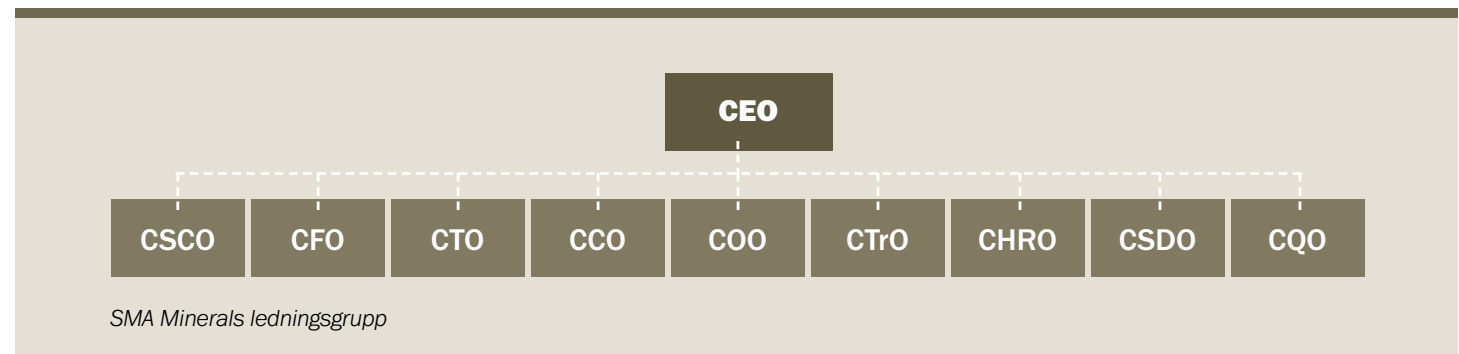 CEO
CSCO CFO CTO CCO COO CTrO CHRO CSDO CQO
SMA Minerals ledningsgrupp